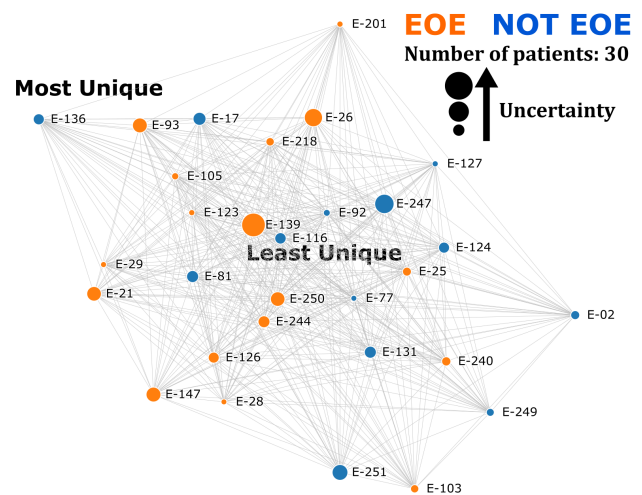 E-201
EOE NOT EOE
Number of patients: 30
Uncertainty
Most Unique
E-136
E-93
E-17
E-26
E-218
E-127
E-105
E-123
E-139
E-92
E-247
E-116
Least Unique
E-124
E-29
E-81
E-25
E-21
E-250
E-77
E-02
E-244
E-131
E-126
E-240
E-147
E-28
E-249
E-251
E-103